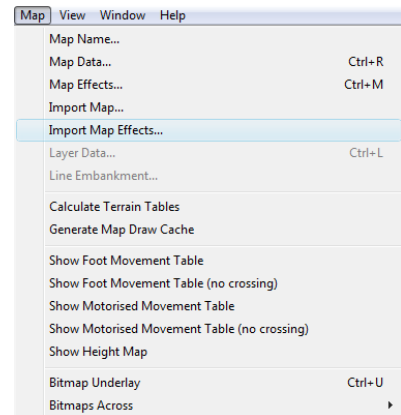 Map View Window Help
Map Name...
Map Data... Ctrl+R
Map Effects... Ctrl+M
Import Map...
Import Map Effects...
Layer Data... Ctrl+L
Line Embankment...
Calculate Terrain Tables
Generate Map Draw Cache
Show Foot Movement Table
Show Foot Movement Table (no crossing)
Show Motorised Movement Table
Show Motorised Movement Table (no crossing)
Show Height Map
Bitmap Underlay Ctrl+U
Bitmaps Across